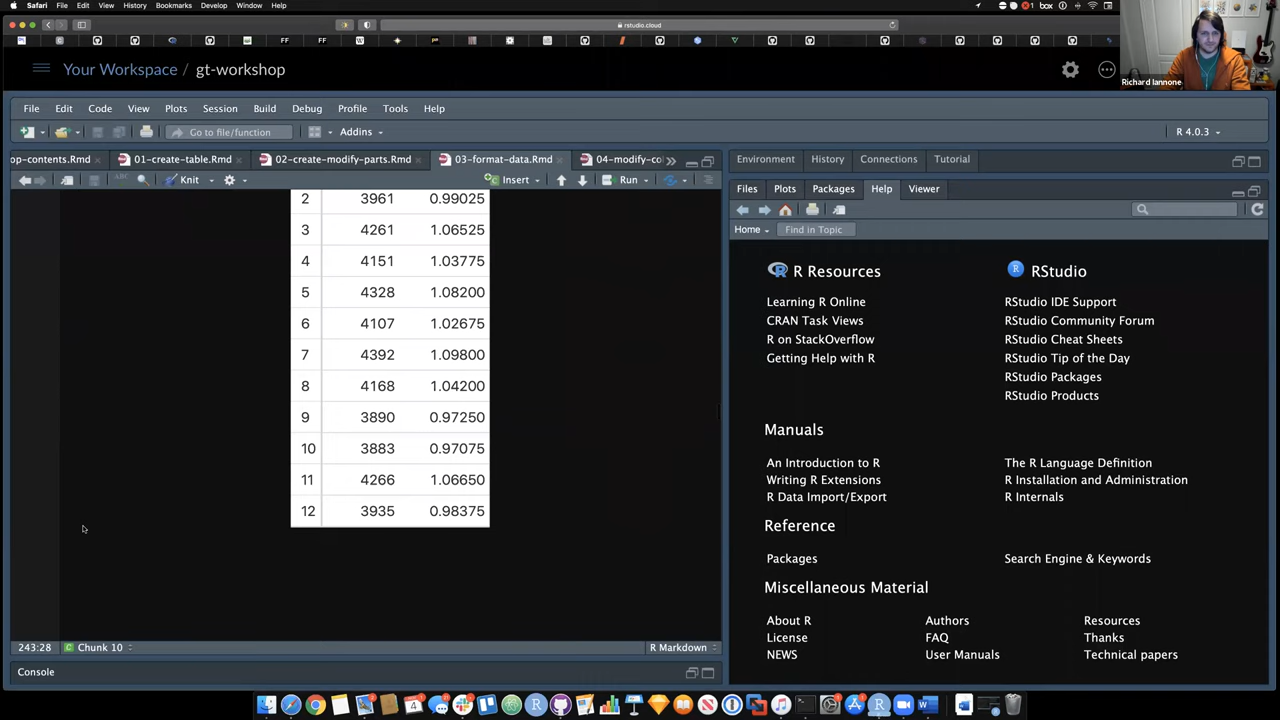 Safari File Edit View History Bookmarks Develop Window Help
box
rstudio.cloud
FF FF
Richard Iannone
Your Workspace / gt-workshop
File Edit Code View Plots Session Build Debug Profile Tools Help
Go to file/function
Addins
R 4.0.3
op-contents.Rmd 01-create-table.Rmd 02-create-modify-parts.Rmd 03-format-data.Rmd 04-modify-co
Knit Insert Run
2 3961 0.99025
3 4261 1.06525
4 4151 1.03775
5 4328 1.08200
6 4107 1.02675
7 4392 1.09800
8 4168 1.04200
9 3890 0.97250
10 3883 0.97075
11 4266 1.06650
12 3935 0.98375
243:28 Chunk 10 R Markdown
Console
Environment History Connections Tutorial
Files Plots Packages Help Viewer
Home Find in Topic
R Resources
Learning R Online
CRAN Task Views
R on StackOverflow
Getting Help with R
RStudio
RStudio IDE Support
RStudio Community Forum
RStudio Cheat Sheets
RStudio Tip of the Day
RStudio Packages
RStudio Products
Manuals
An Introduction to R The R Language Definition
Writing R Extensions R Installation and Administration
R Data Import/Export R Internals
Reference
Packages Search Engine & Keywords
Miscellaneous Material
About R Authors Resources
License FAQ Thanks
NEWS User Manuals Technical papers